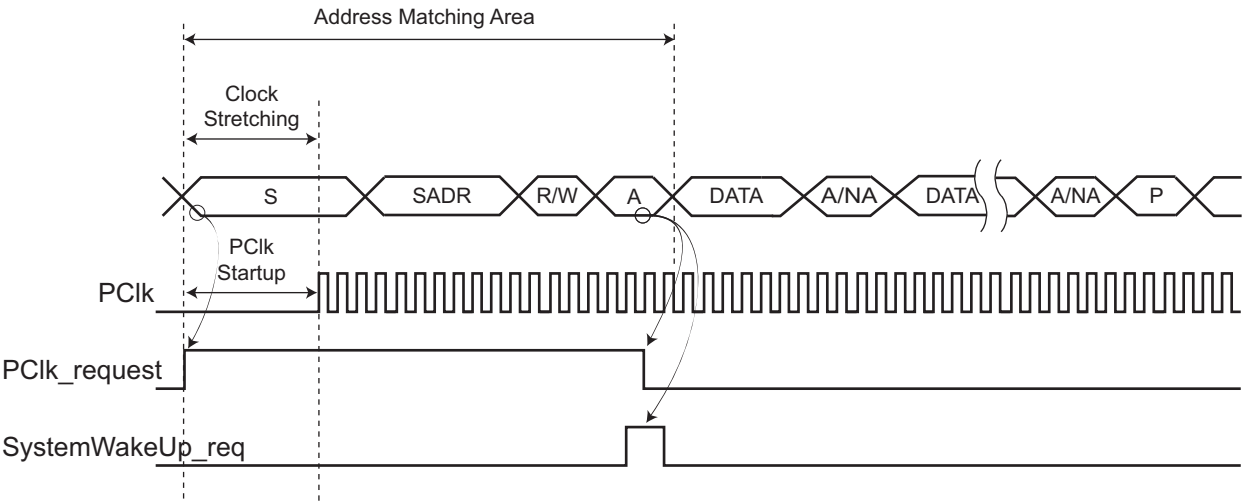 Address Matching Area
Clock
Stretching
S SADR R/W A DATA A/NA DATA A/NA P
PClk
Startup
PClk
PClk_request
SystemWakeUp_req